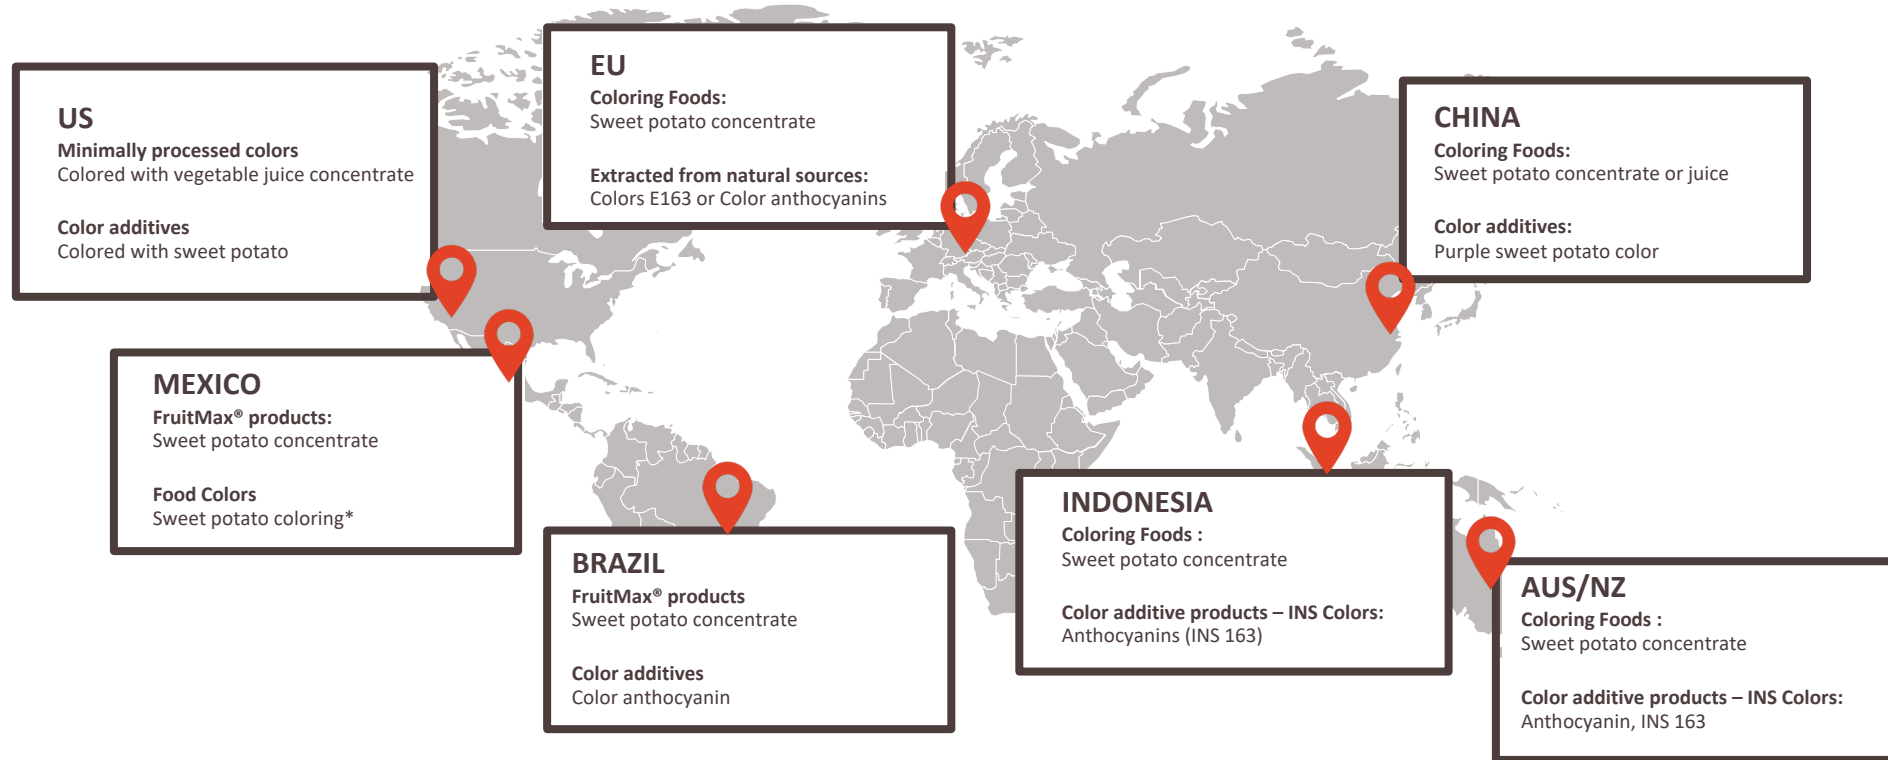 US
Minimally processed colors
Colored with vegetable juice concentrate
Color additives
Colored with sweet potato
EU
Coloring Foods:
Sweet potato concentrate
Extracted from natural sources:
Colors E163 or Color anthocyanins
CHINA
Coloring Foods:
Sweet potato concentrate or juice
Color additives:
Purple sweet potato color
MEXICO
FruitMax® products:
Sweet potato concentrate
Food Colors
Sweet potato coloring*
BRAZIL
FruitMax® products
Sweet potato concentrate
Color additives
Color anthocyanin
INDONESIA
Coloring Foods :
Sweet potato concentrate
Color additive products – INS Colors:
Anthocyanins (INS 163)
AUS/NZ
Coloring Foods :
Sweet potato concentrate
Color additive products – INS Colors:
Anthocyanin, INS 163